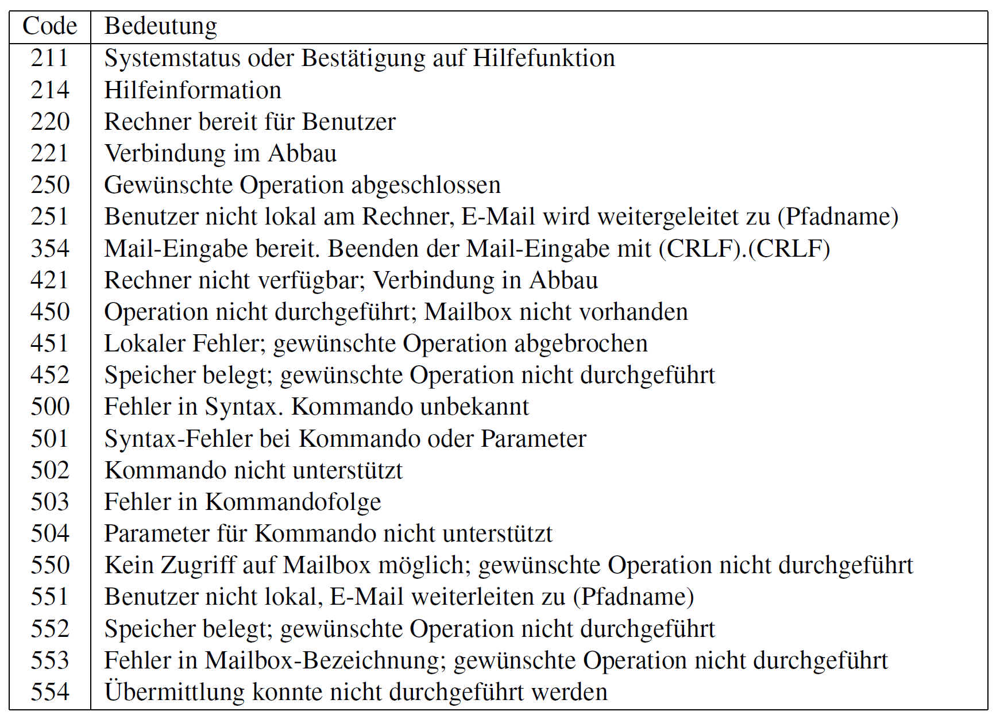 Code Bedeutung
211 Systemstatus oder Bestätigung auf Hilfefunktion
214 Hilfeinformation
220 Rechner bereit für Benutzer
221 Verbindung im Abbau
250 Gewünschte Operation abgeschlossen
251 Benutzer nicht lokal am Rechner, E-Mail wird weitergeleitet zu (Pfadname)
354 Mail-Eingabe bereit. Beenden der Mail-Eingabe mit (CRLF).(CRLF)
421 Rechner nicht verfügbar; Verbindung in Abbau
450 Operation nicht durchgeführt; Mailbox nicht vorhanden
451 Lokaler Fehler; gewünschte Operation abgebrochen
452 Speicher belegt; gewünschte Operation nicht durchgeführt
500 Fehler in Syntax. Kommando unbekannt
501 Syntax-Fehler bei Kommando oder Parameter
502 Kommando nicht unterstützt
503 Fehler in Kommandofolge
504 Parameter für Kommando nicht unterstützt
550 Kein Zugriff auf Mailbox möglich; gewünschte Operation nicht durchgeführt
551 Benutzer nicht lokal, E-Mail weiterleiten zu (Pfadname)
552 Speicher belegt; gewünschte Operation nicht durchgeführt
553 Fehler in Mailbox-Bezeichnung; gewünschte Operation nicht durchgeführt
554 Übermittlung konnte nicht durchgeführt werden